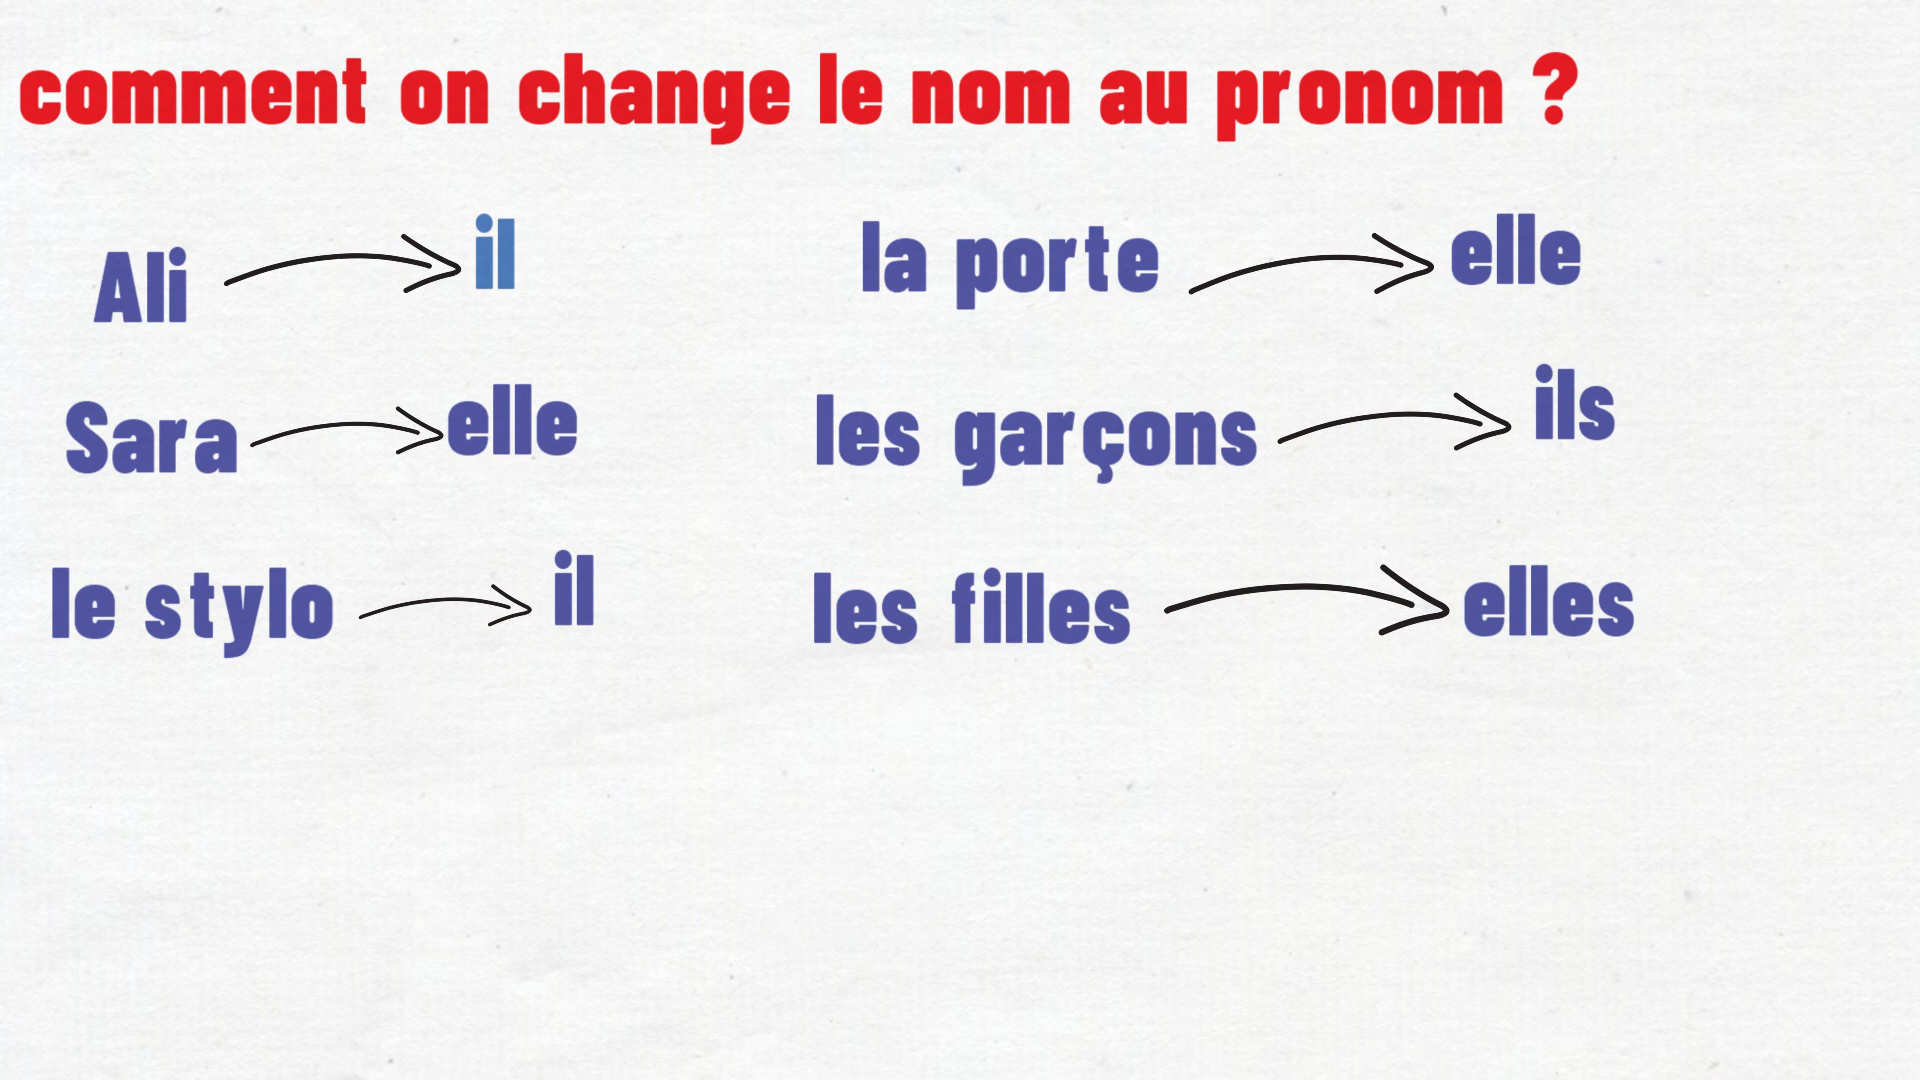 comment on change le nom au pronom ?
Ali il
Sara elle
le stylo il
la porte elle
les garçons ils
les filles elles